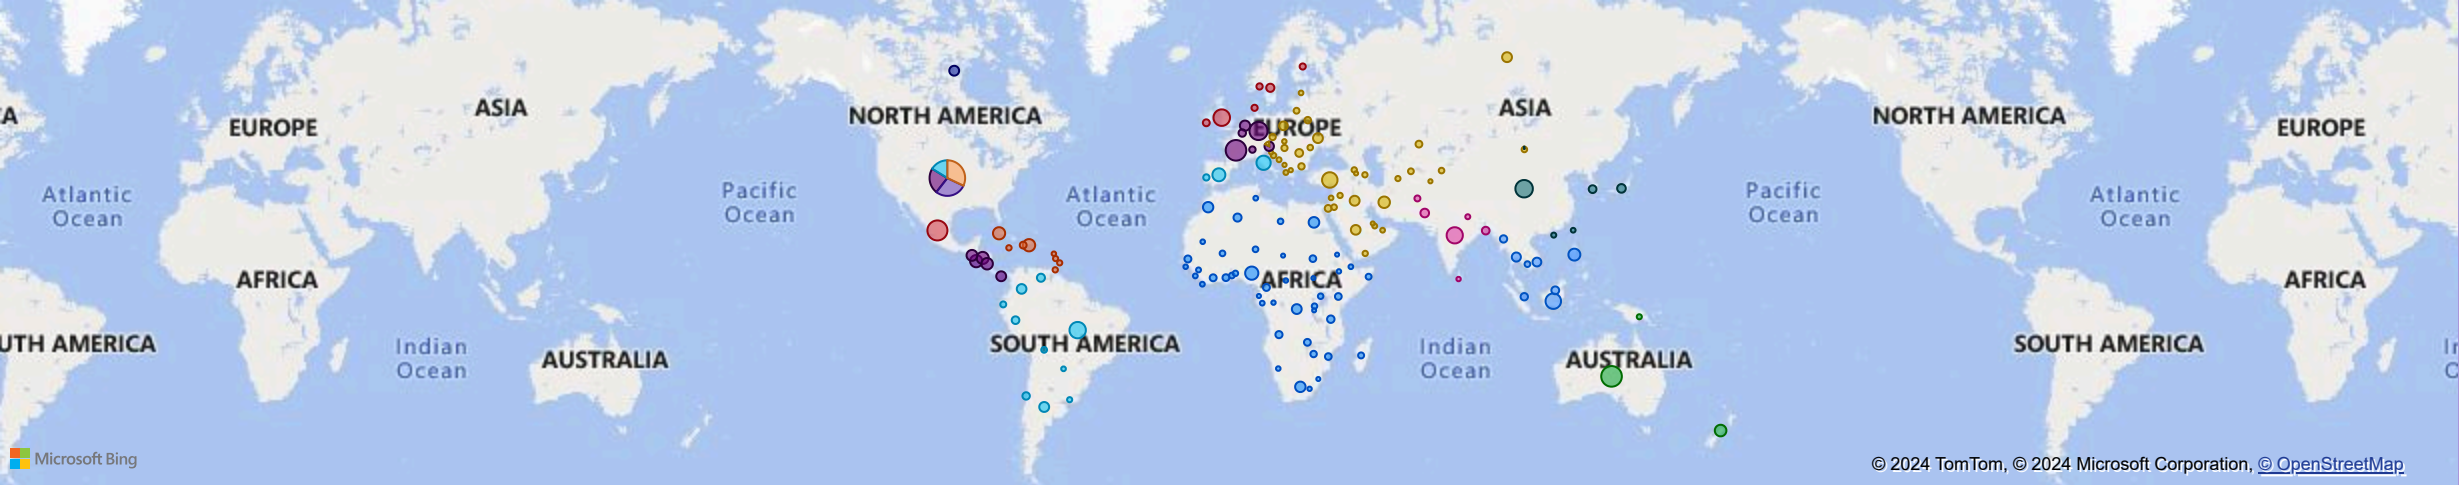 ASIA
NORTH AMERICA
ASIA
NORTH AMERICA
A
EUROPE
EUROPE
EUROPE
Atlantic
Ocean
Pacific
Ocean
Atlantic
Ocean
Pacific
Ocean
Atlantic
Ocean
AFRICA
AFRICA
AFRICA
UTH AMERICA
Indian
Ocean
AUSTRALIA
SOUTH AMERICA
Indian
Ocean
AUSTRALIA
SOUTH AMERICA
Microsoft Bing
© 2024 TomTom, © 2024 Microsoft Corporation, © OpenStreetMap